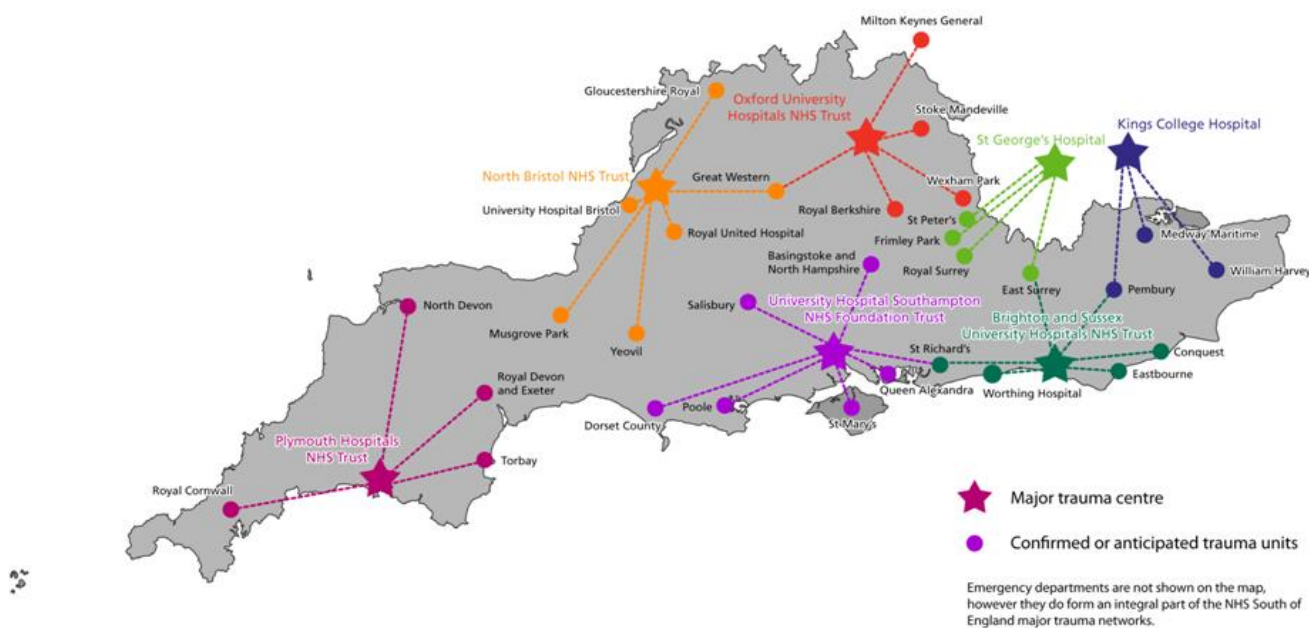 Milton Keynes General
Gloucestershire Royal
Oxford University
Hospitals NHS Trust
Stoke Mandeville
Kings College Hospital
St George's Hospital
North Bristol NHS Trust
Great Western
Wexham Park
University Hospital Bristol
Royal Berkshire
St Peter's
Royal United Hospital
Frimley Park
Medway Maritime
Basingstoke and
North Hampshire
Royal Surrey
William Harvey
East Surrey
Pembury
North Devon
Salisbury
University Hospital Southampton
NHS Foundation Trust
Brighton and Sussex
University Hospitals NHS Trust
Musgrove Park
Yeovil
St Richard's
Conquest
Eastbourne
Queen Alexandra
Worthing Hospital
Royal Devon
and Exeter
Poole
Dorset County
St Mary's
Plymouth Hospitals
NHS Trust
Torbay
Royal Cornwall
Major trauma centre
Confirmed or anticipated trauma units
Emergency departments are not shown on the map,
however they do form an integral part of the NHS South of
England major trauma networks.